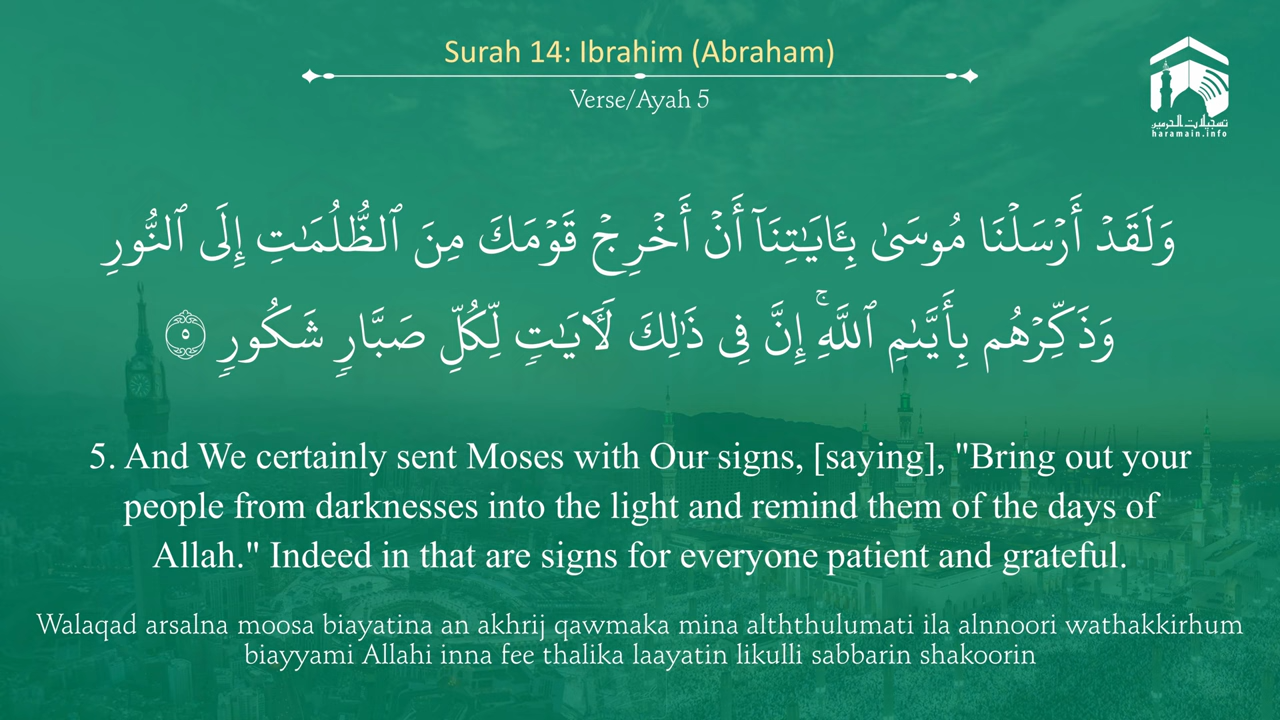 Surah 14: Ibrahim (Abraham)
Verse/Ayah 5
تسجيلات الحرمين
haramain.info
وَلَقَدۡ أَرۡسَلۡنَا مُوسَىٰ بِـَٔايَٰتِنَآ أَنۡ أَخۡرِجۡ قَوۡمَكَ مِنَ ٱلظُّلُمَٰتِ إِلَى ٱلنُّورِ
وَذَكِّرۡهُم بِأَيَّىٰمِ ٱللَّهِۚ إِنَّ فِي ذَٰلِكَ لَأٓيَٰتٖ لِّكُلِّ صَبَّارٖ شَكُورٖ ٥
5. And We certainly sent Moses with Our signs, [saying], "Bring out your
people from darknesses into the light and remind them of the days of
Allah." Indeed in that are signs for everyone patient and grateful.
Walaqad arsalna moosa biayatina an akhrij qawmaka mina alththulumati ila alnnoori wathakkirhum
biayyami Allahi inna fee thalika laayatin likulli sabbarin shakoorin